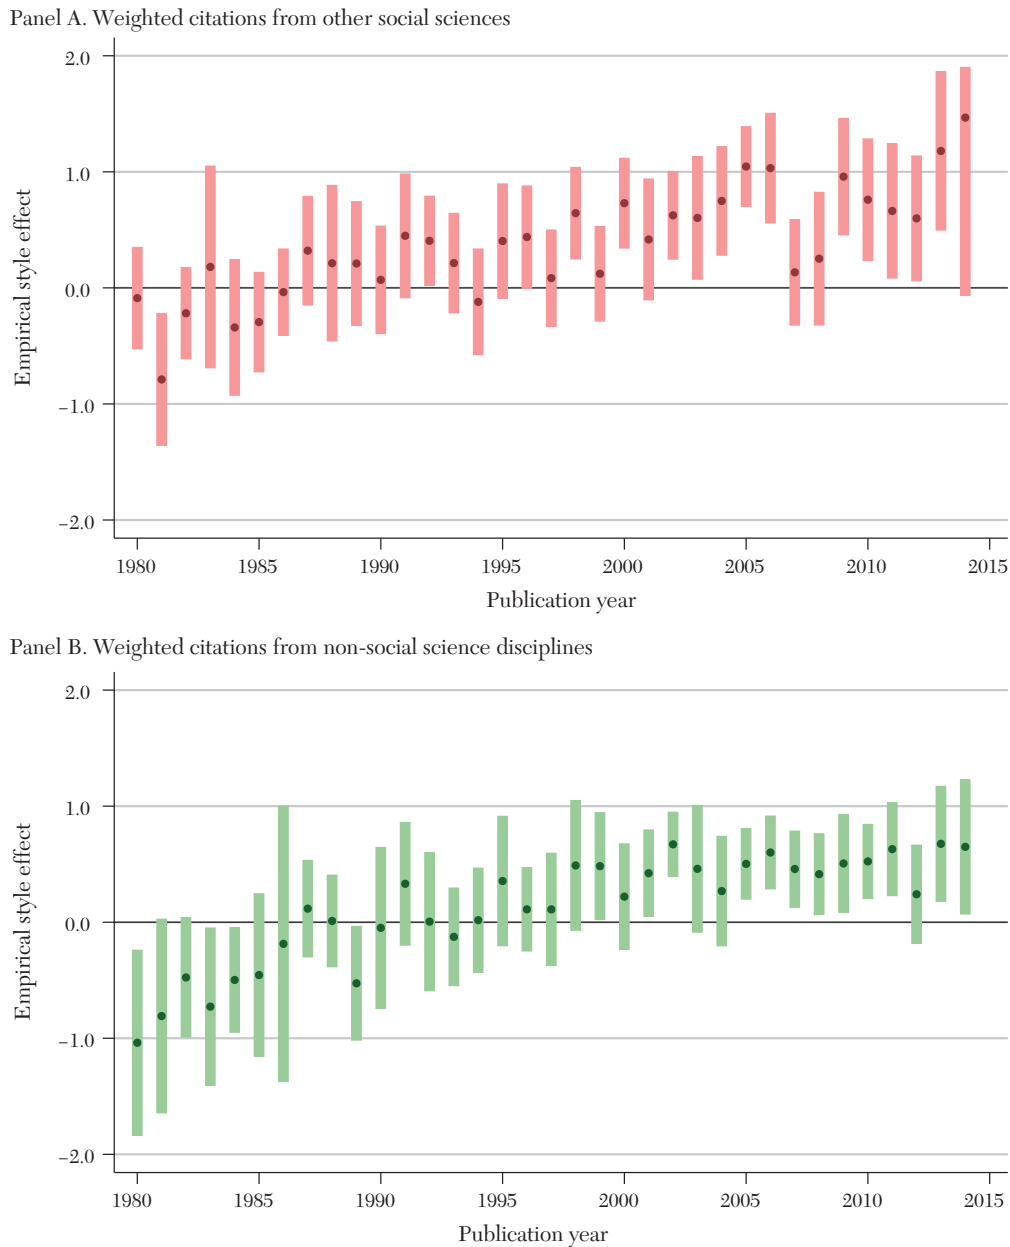 Panel A. Weighted citations from other social sciences
2.0
1.0
0.0
−1.0
−2.0
Empirical style effect
1980 1985 1990 1995 2000 2005 2010 2015
Publication year
Panel B. Weighted citations from non-social science disciplines
2.0
1.0
0.0
−1.0
−2.0
Empirical style effect
1980 1985 1990 1995 2000 2005 2010 2015
Publication year